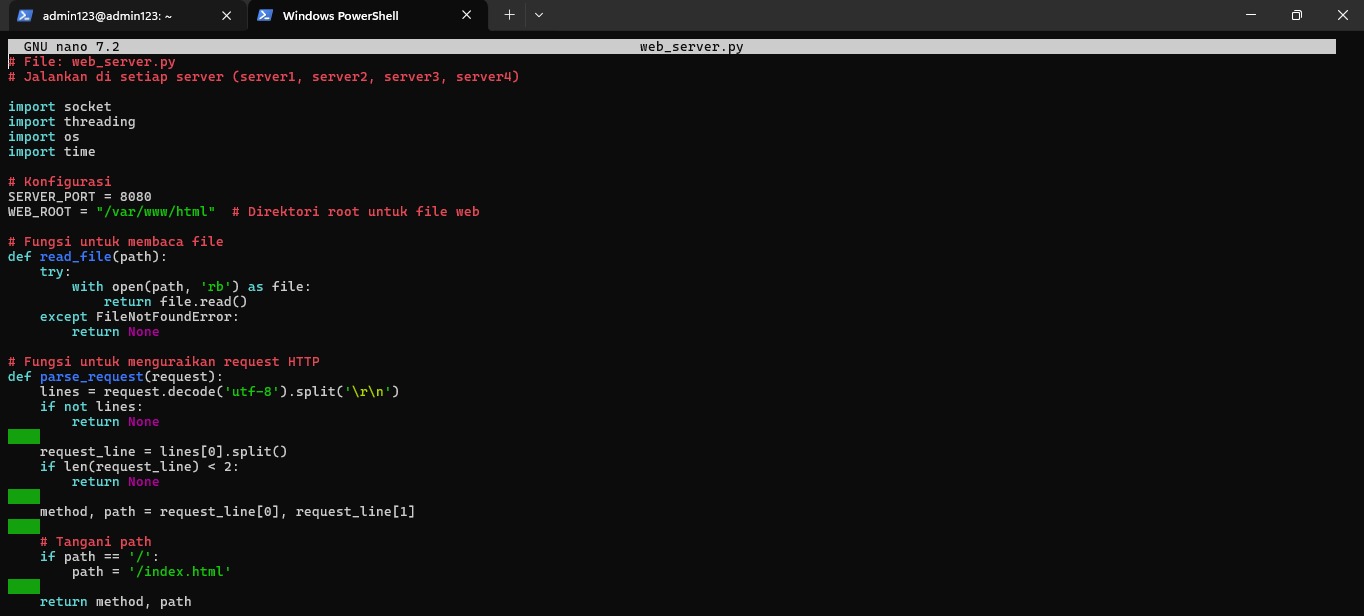 admin123@admin123: ~
Windows PowerShell
GNU nano 7.2 web_server.py
# File: web_server.py
# Jalankan di setiap server (server1, server2, server3, server4)

import socket
import threading
import os
import time

# Konfigurasi
SERVER_PORT = 8080
WEB_ROOT = "/var/www/html"  # Direktori root untuk file web

# Fungsi untuk membaca file
def read_file(path):
    try:
        with open(path, 'rb') as file:
            return file.read()
    except FileNotFoundError:
        return None

# Fungsi untuk menguraikan request HTTP
def parse_request(request):
    lines = request.decode('utf-8').split('\r\n')
    if not lines:
        return None

    request_line = lines[0].split()
    if len(request_line) < 2:
        return None

    method, path = request_line[0], request_line[1]

    # Tangani path
    if path == '/':
        path = '/index.html'

    return method, path